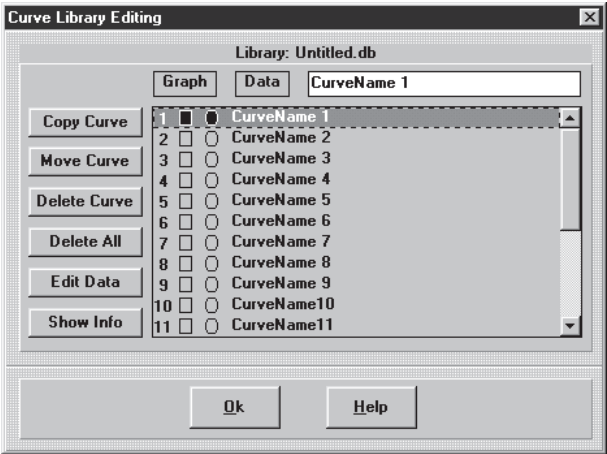 Curve Library Editing
Library: Untitled.db
Graph Data CurveName 1
Copy Curve
Move Curve
Delete Curve
Delete All
Edit Data
Show Info
1 CurveName 1
2 CurveName 2
3 CurveName 3
4 CurveName 4
5 CurveName 5
6 CurveName 6
7 CurveName 7
8 CurveName 8
9 CurveName 9
10 CurveName10
11 CurveName11
Ok Help